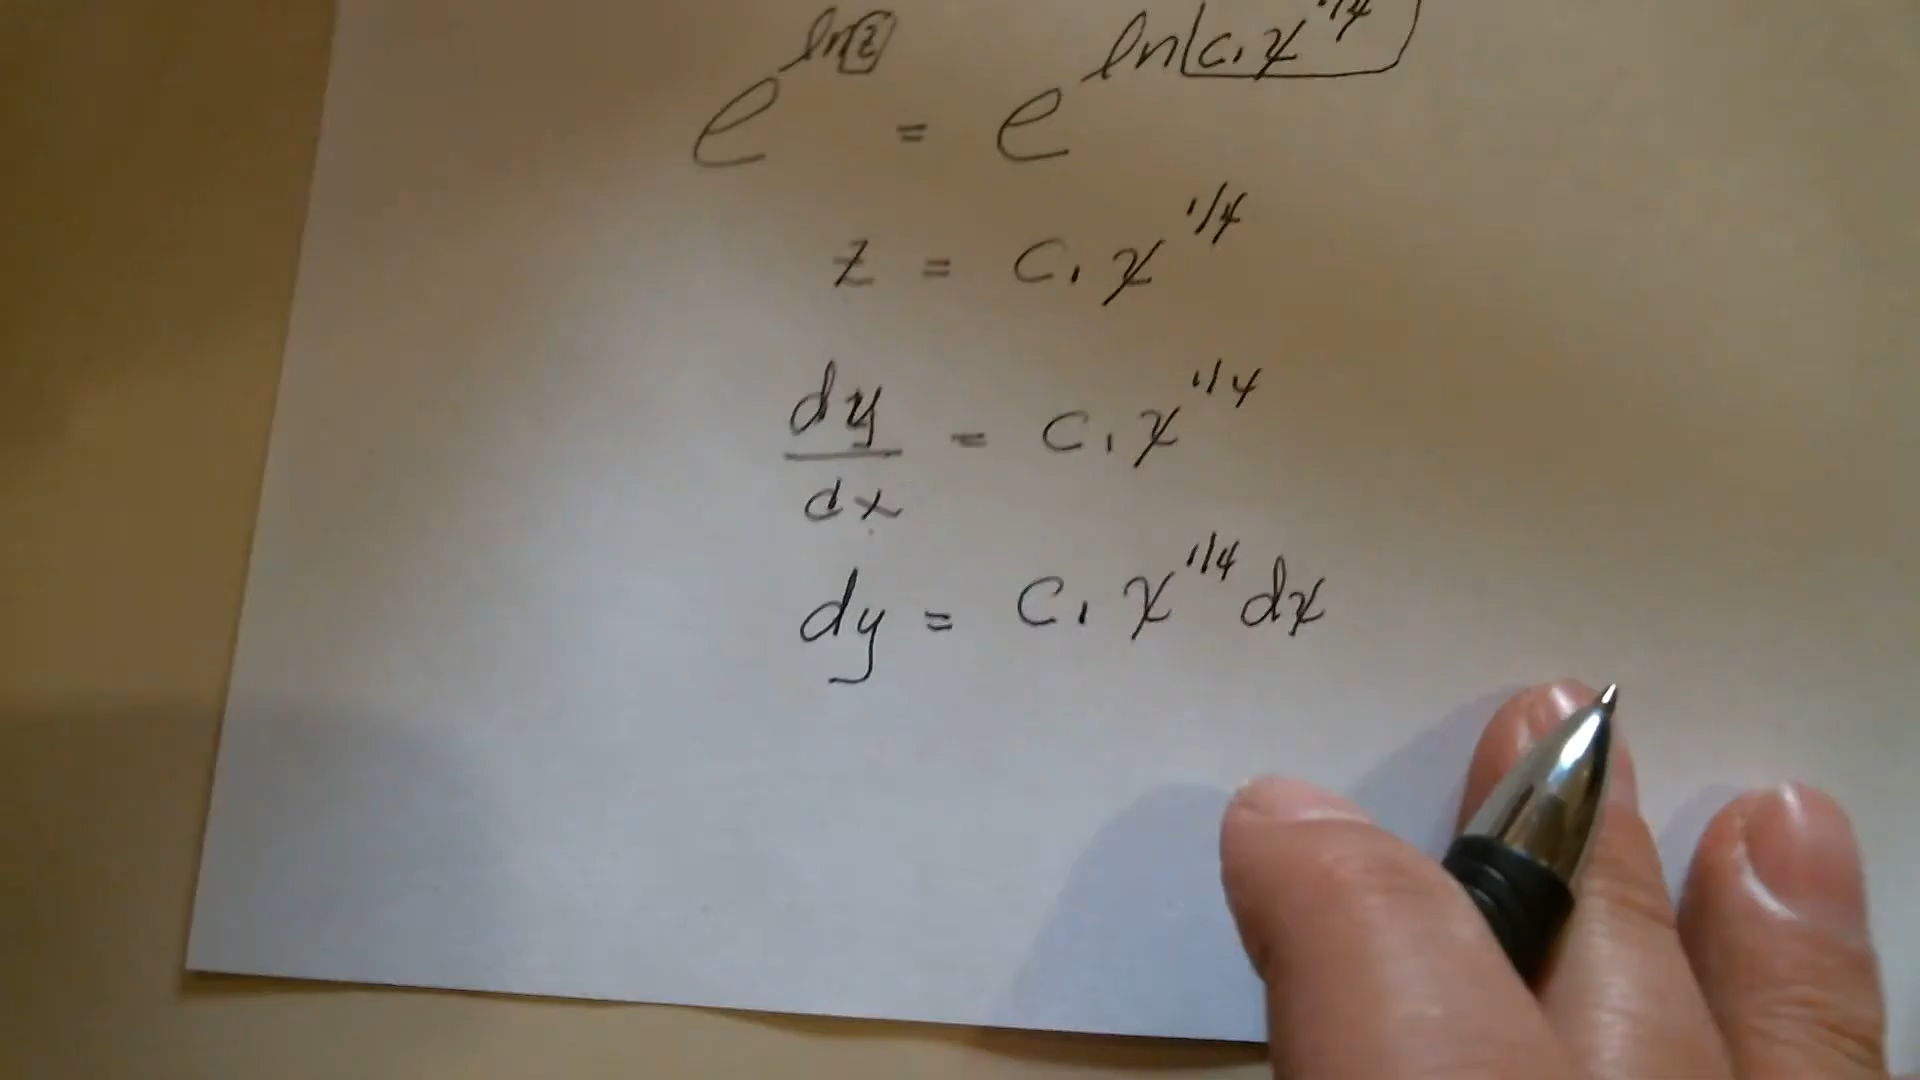 e^ln[z] = e^ln[c₁x^1/4]
z = c₁x^1/4
dy/dx = c₁x^1/4
dy = c₁x^1/4 dx